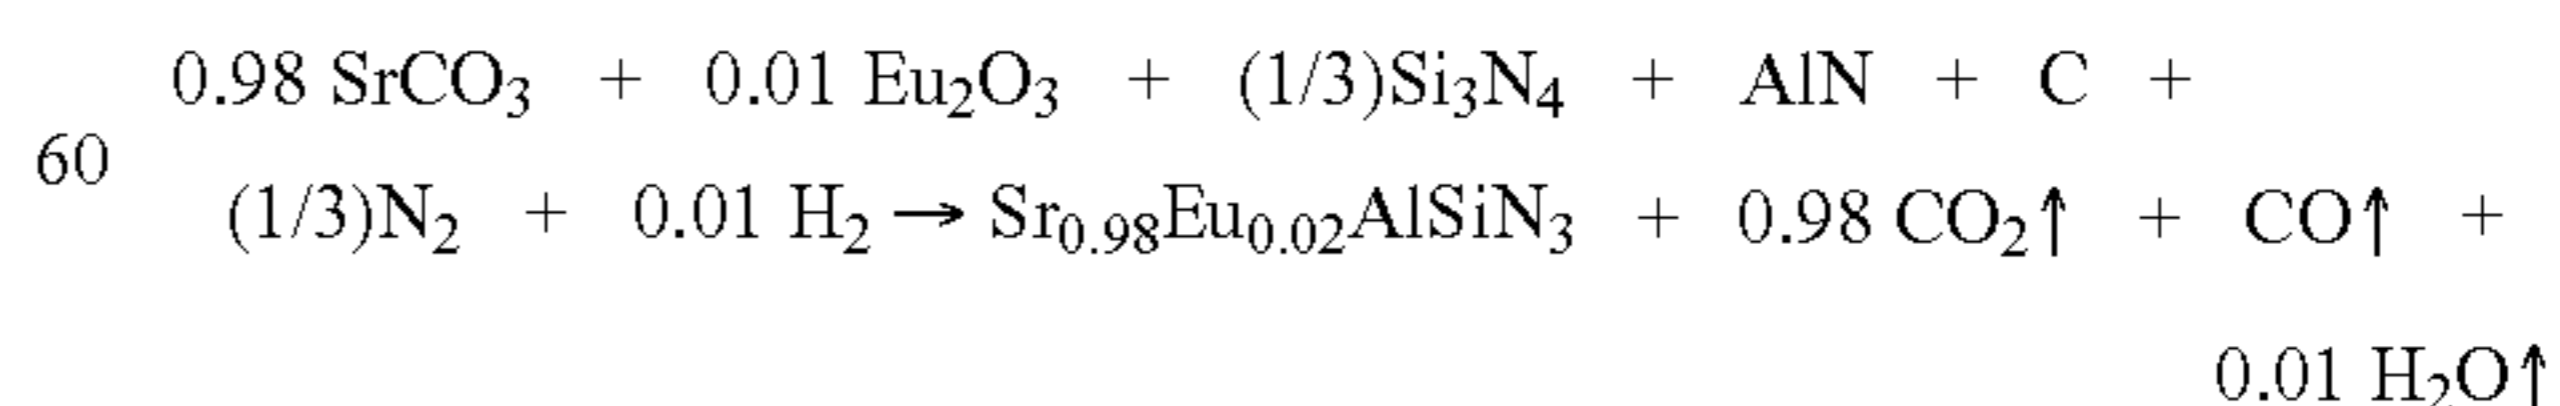 0.98 SrCO₃ + 0.01 Eu₂O₃ + (1/3)Si₃N₄ + AlN + C +
60
(1/3)N₂ + 0.01 H₂ → Sr₀.₉₈Eu₀.₀₂AlSiN₃ + 0.98 CO₂↑ + CO↑ +
0.01 H₂O↑